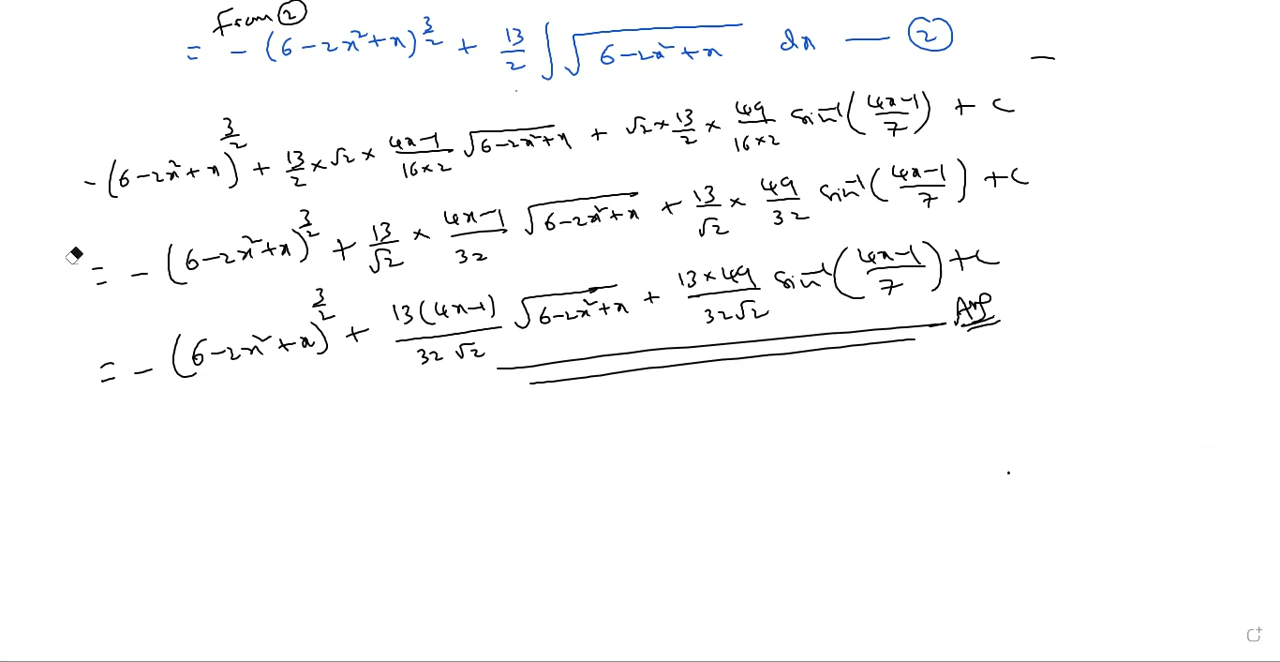 From ②
= - (6-2x²+x)^{3/2} + 13/2 ∫ √(6-2x²+x) dx — ②
- (6-2x²+x)^{3/2} + 13/2 × √2 × (4x-1)/(16×2) √(6-2x²+x) + √2 × 13/2 × 49/(16×2) sin⁻¹((4x-1)/7) + C
= - (6-2x²+x)^{3/2} + 13/√2 × (4x-1)/32 √(6-2x²+x) + 13/√2 × 49/32 sin⁻¹((4x-1)/7) + C
= - (6-2x²+x)^{3/2} + 13(4x-1)/(32√2) √(6-2x²+x) + (13×49)/(32√2) sin⁻¹((4x-1)/7) + C
Ans